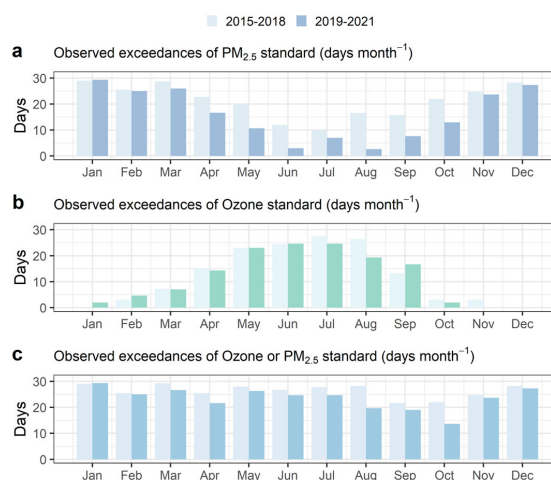 2015-2018 2019-2021
a Observed exceedances of PM₂.₅ standard (days month⁻¹)
30
20
10
0
Days
Jan Feb Mar Apr May Jun Jul Aug Sep Oct Nov Dec
b Observed exceedances of Ozone standard (days month⁻¹)
30
20
10
0
Days
Jan Feb Mar Apr May Jun Jul Aug Sep Oct Nov Dec
c Observed exceedances of Ozone or PM₂.₅ standard (days month⁻¹)
30
20
10
0
Days
Jan Feb Mar Apr May Jun Jul Aug Sep Oct Nov Dec